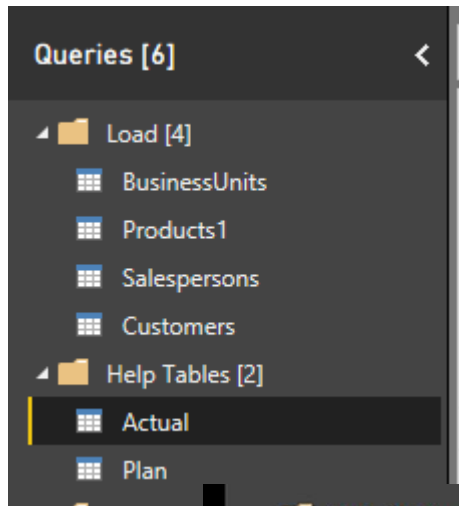 Queries [6]
Load [4]
BusinessUnits
Products1
Salespersons
Customers
Help Tables [2]
Actual
Plan